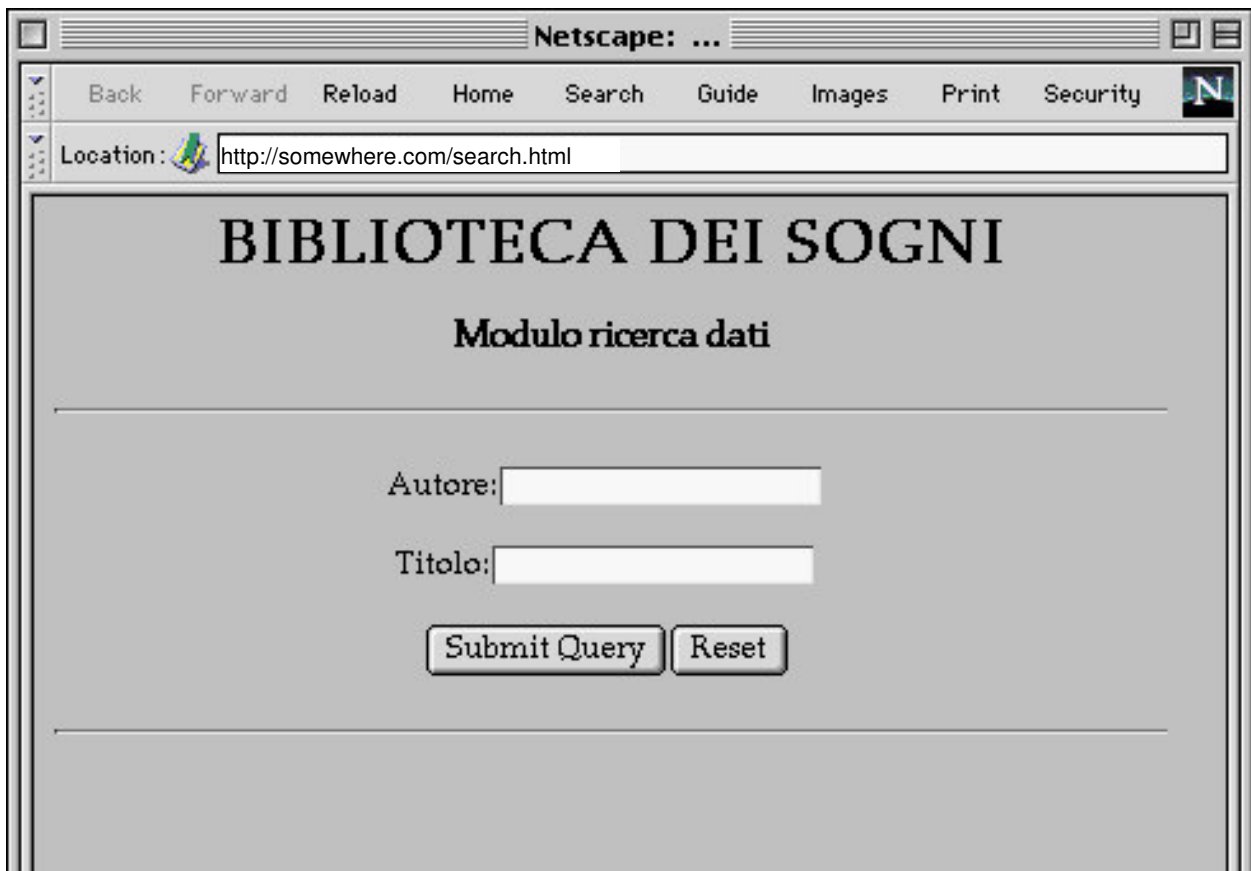 Netscape: ...
Back Forward Reload Home Search Guide Images Print Security N
Location: http://somewhere.com/search.html
BIBLIOTECA DEI SOGNI
Modulo ricerca dati
Autore:
Titolo:
Submit Query Reset